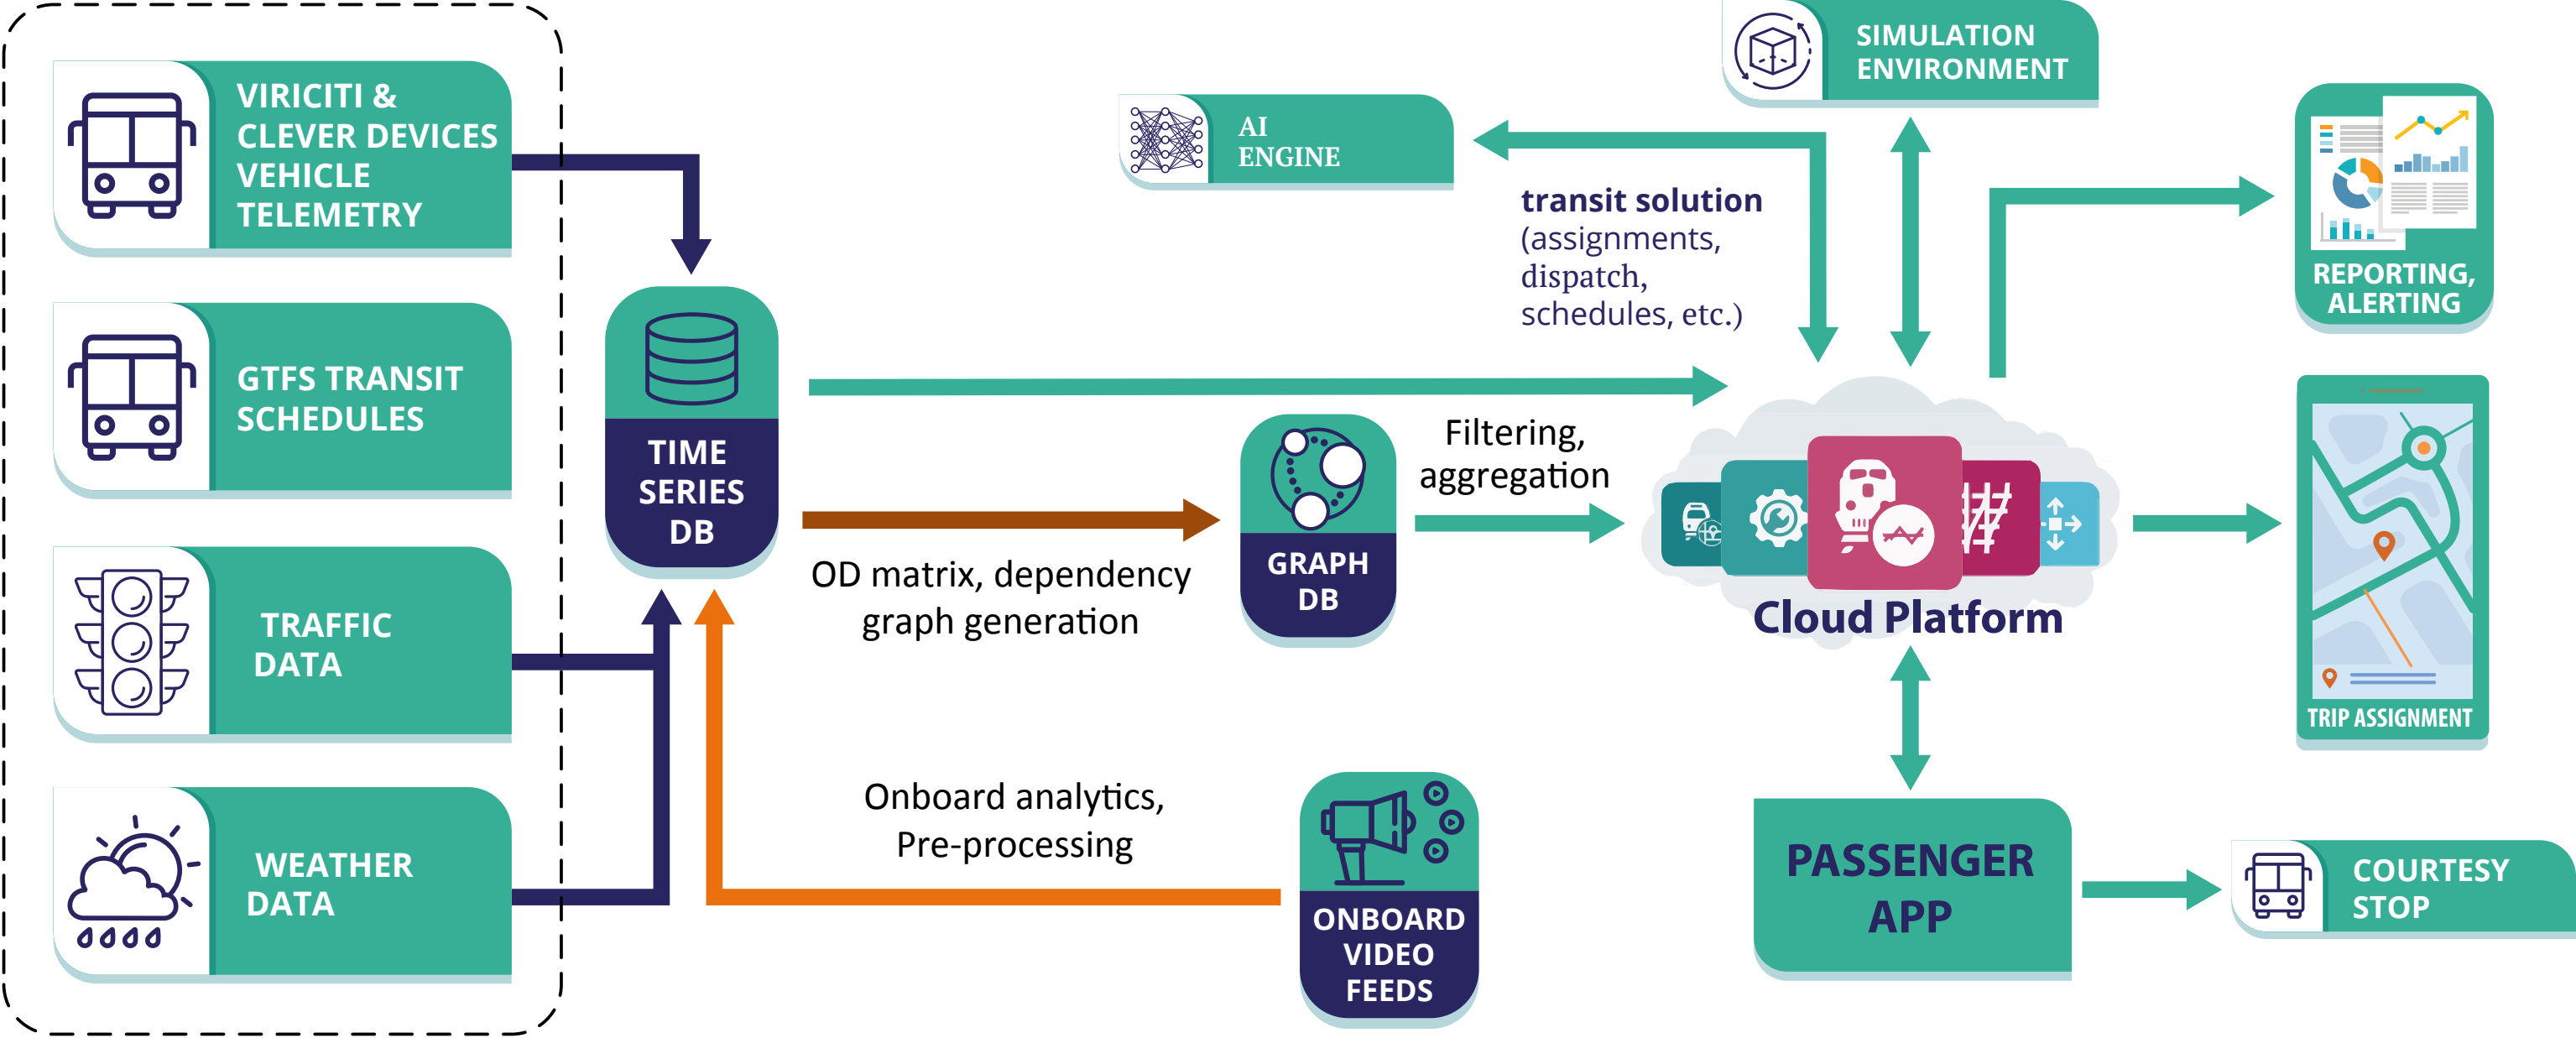 VIRICITI &
CLEVER DEVICES
VEHICLE
TELEMETRY
GTFS TRANSIT
SCHEDULES
TRAFFIC
DATA
WEATHER
DATA
TIME
SERIES
DB
OD matrix, dependency
graph generation
Onboard analytics,
Pre-processing
GRAPH
DB
Filtering,
aggregation
ONBOARD
VIDEO
FEEDS
AI
ENGINE
transit solution
(assignments,
dispatch,
schedules, etc.)
SIMULATION
ENVIRONMENT
Cloud Platform
PASSENGER
APP
REPORTING,
ALERTING
TRIP ASSIGNMENT
COURTESY
STOP